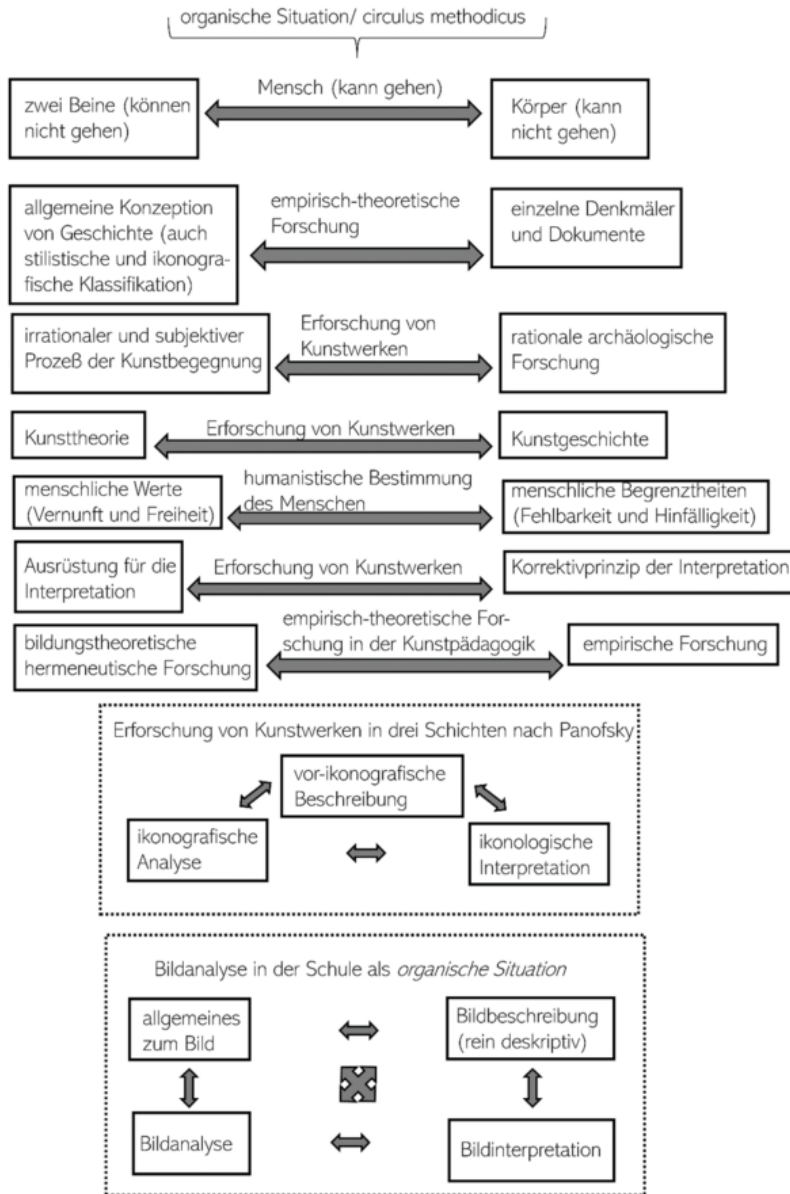 organische Situation/ circulus methodicus
Mensch (kann gehen)
zwei Beine (können
nicht gehen)
Körper (kann
nicht gehen)
allgemeine Konzeption
von Geschichte (auch
stilistische und ikonogra-
fische Klassifikation)
empirisch-theoretische
Forschung
einzelne Denkmäler
und Dokumente
irrationaler und subjektiver
Prozeß der Kunstbegegnung
Erforschung von
Kunstwerken
rationale archäologische
Forschung
Kunsttheorie
Erforschung von Kunstwerken
Kunstgeschichte
menschliche Werte
(Vernunft und Freiheit)
humanistische Bestimmung
des Menschen
menschliche Begrenztheiten
(Fehlbarkeit und Hinfälligkeit)
Ausrüstung für die
Interpretation
Erforschung von Kunstwerken
Korrektivprinzip der Interpretation
bildungstheoretische
hermeneutische Forschung
empirisch-theoretische For-
schung in der Kunstpädagogik
empirische Forschung
Erforschung von Kunstwerken in drei Schichten nach Panofsky
vor-ikonografische
Beschreibung
ikonografische
Analyse
ikonologische
Interpretation
Bildanalyse in der Schule als organische Situation
allgemeines
zum Bild
Bildbeschreibung
(rein deskriptiv)
Bildanalyse
Bildinterpretation